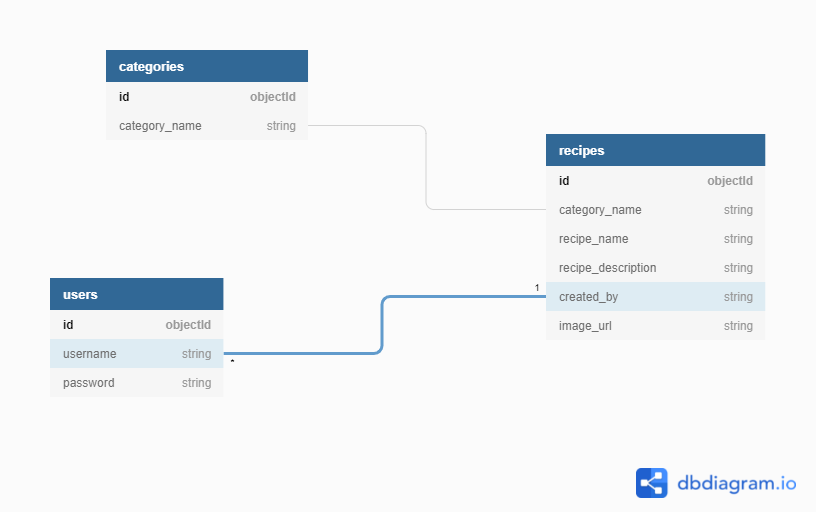 categories
id objectId
category_name string
recipes
id objectId
category_name string
recipe_name string
recipe_description string
1
created_by string
image_url string
users
id objectId
username string
*
password string
dbdiagram.io